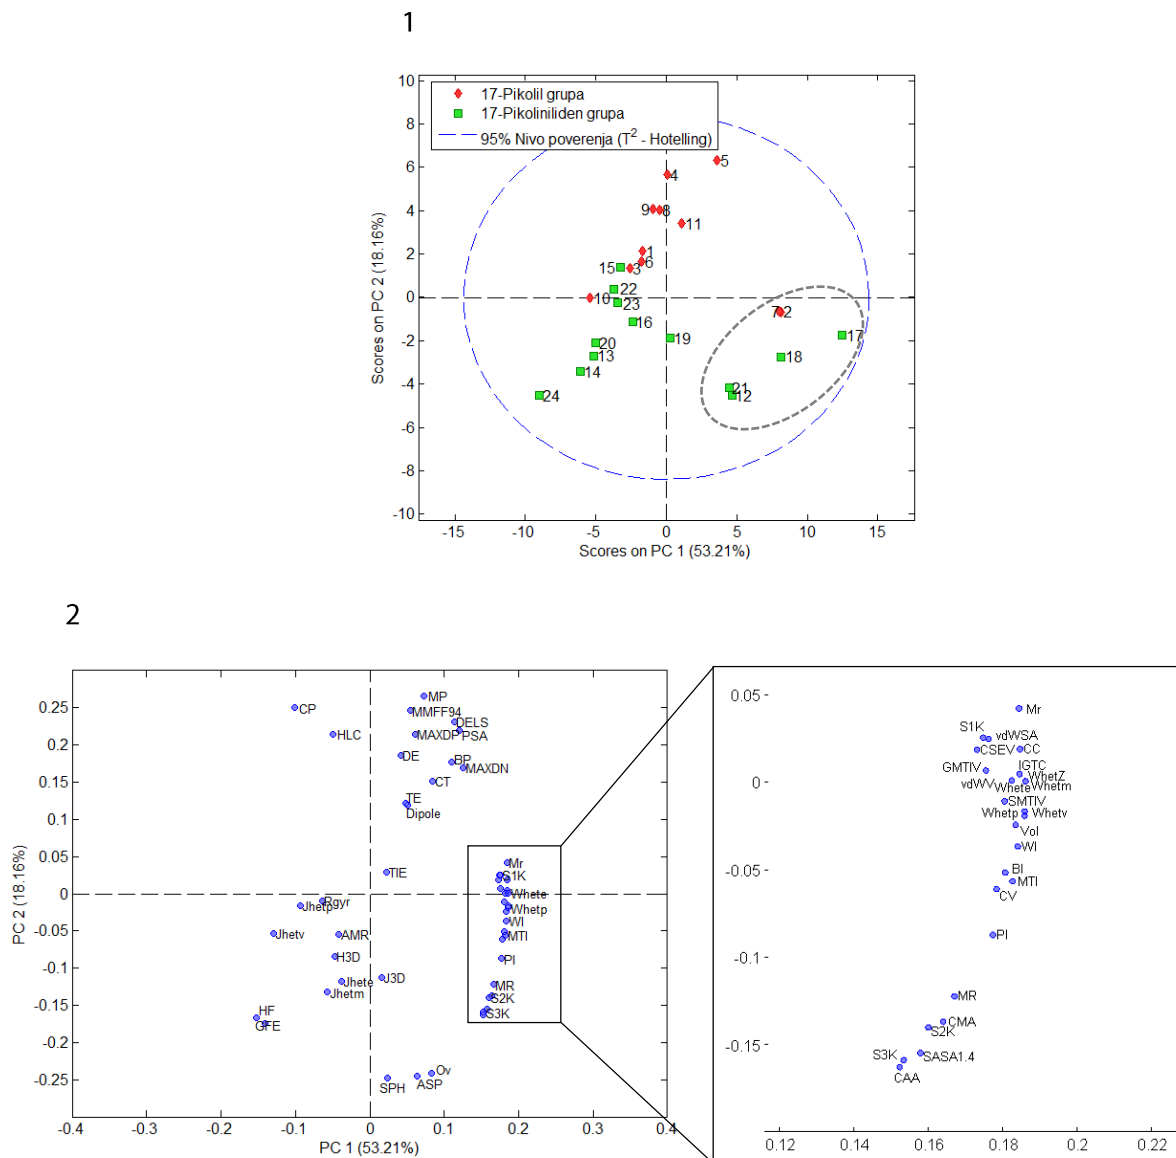 1
10
8
6
4
2
0
-2
-4
-6
-8
-10
Scores on PC 2 (18.16%)
17-Pikolil grupa
17-Pikoliniliden grupa
95% Nivo poverenja (T² - Hotelling)
5
4
9 8
11
1
6
15 3
22
10
23
7 2
16
17
19
20
13
18
14
21
24
12
-15 -10 -5 0 5 10 15
Scores on PC 1 (53.21%)
2
0.25
0.2
0.15
0.1
0.05
0
-0.05
-0.1
-0.15
-0.2
-0.25
PC 2 (18.16%)
MP
CP
MMFF94
DELS
HLC
MAXDP
PSA
DE
BP
MAXDN
CT
TE
Dipole
Mr
TIE
S1K
Whete
Rgyr
Jhetp
Whetp
WI
Jhetv
AMR
MTI
H3D
PI
J3D
Jhete
MR
Jhetm
S2K
HF
S3K
GFE
Ov
SPH
ASP
-0.4 -0.3 -0.2 -0.1 0 0.1 0.2 0.3 0.4
PC 1 (53.21%)
0.05
0
-0.05
-0.1
-0.15
Mr
S1K
vdWSA
CSEV
CC
GMTIV
IGTC
WhetZ
vdWV
Whete
Whetm
SMTIV
Whetp
Whetv
Vol
WI
BI
MTI
CV
PI
MR
CMA
S2K
S3K
SASA1.4
CAA
0.12 0.14 0.16 0.18 0.2 0.22